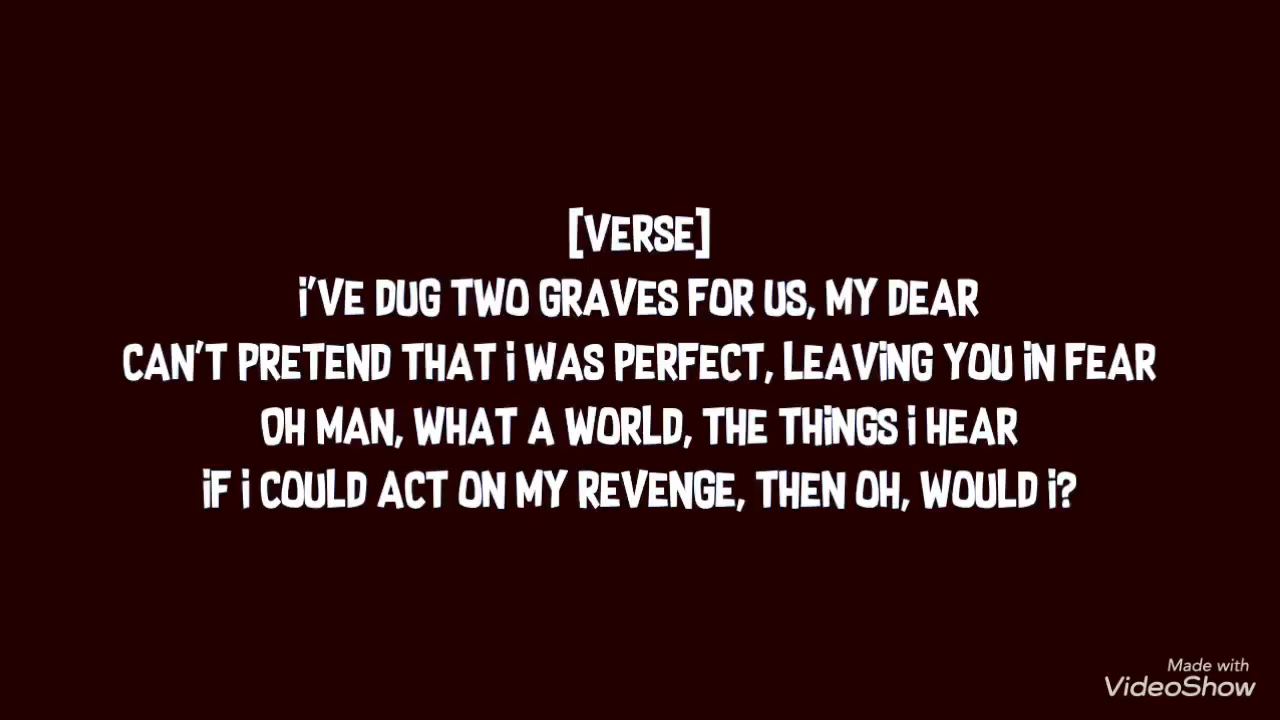 [VERSE]
i'VE DUG TWO GRAVES FOR US, MY DEAR
CAN'T PRETEND THAT i WAS PERFECT, LEAViNG YOU iN FEAR
OH MAN, WHAT A WORLD, THE THiNGS i HEAR
iF i COULD ACT ON MY REVENGE, THEN OH, WOULD i?
Made with
VideoShow